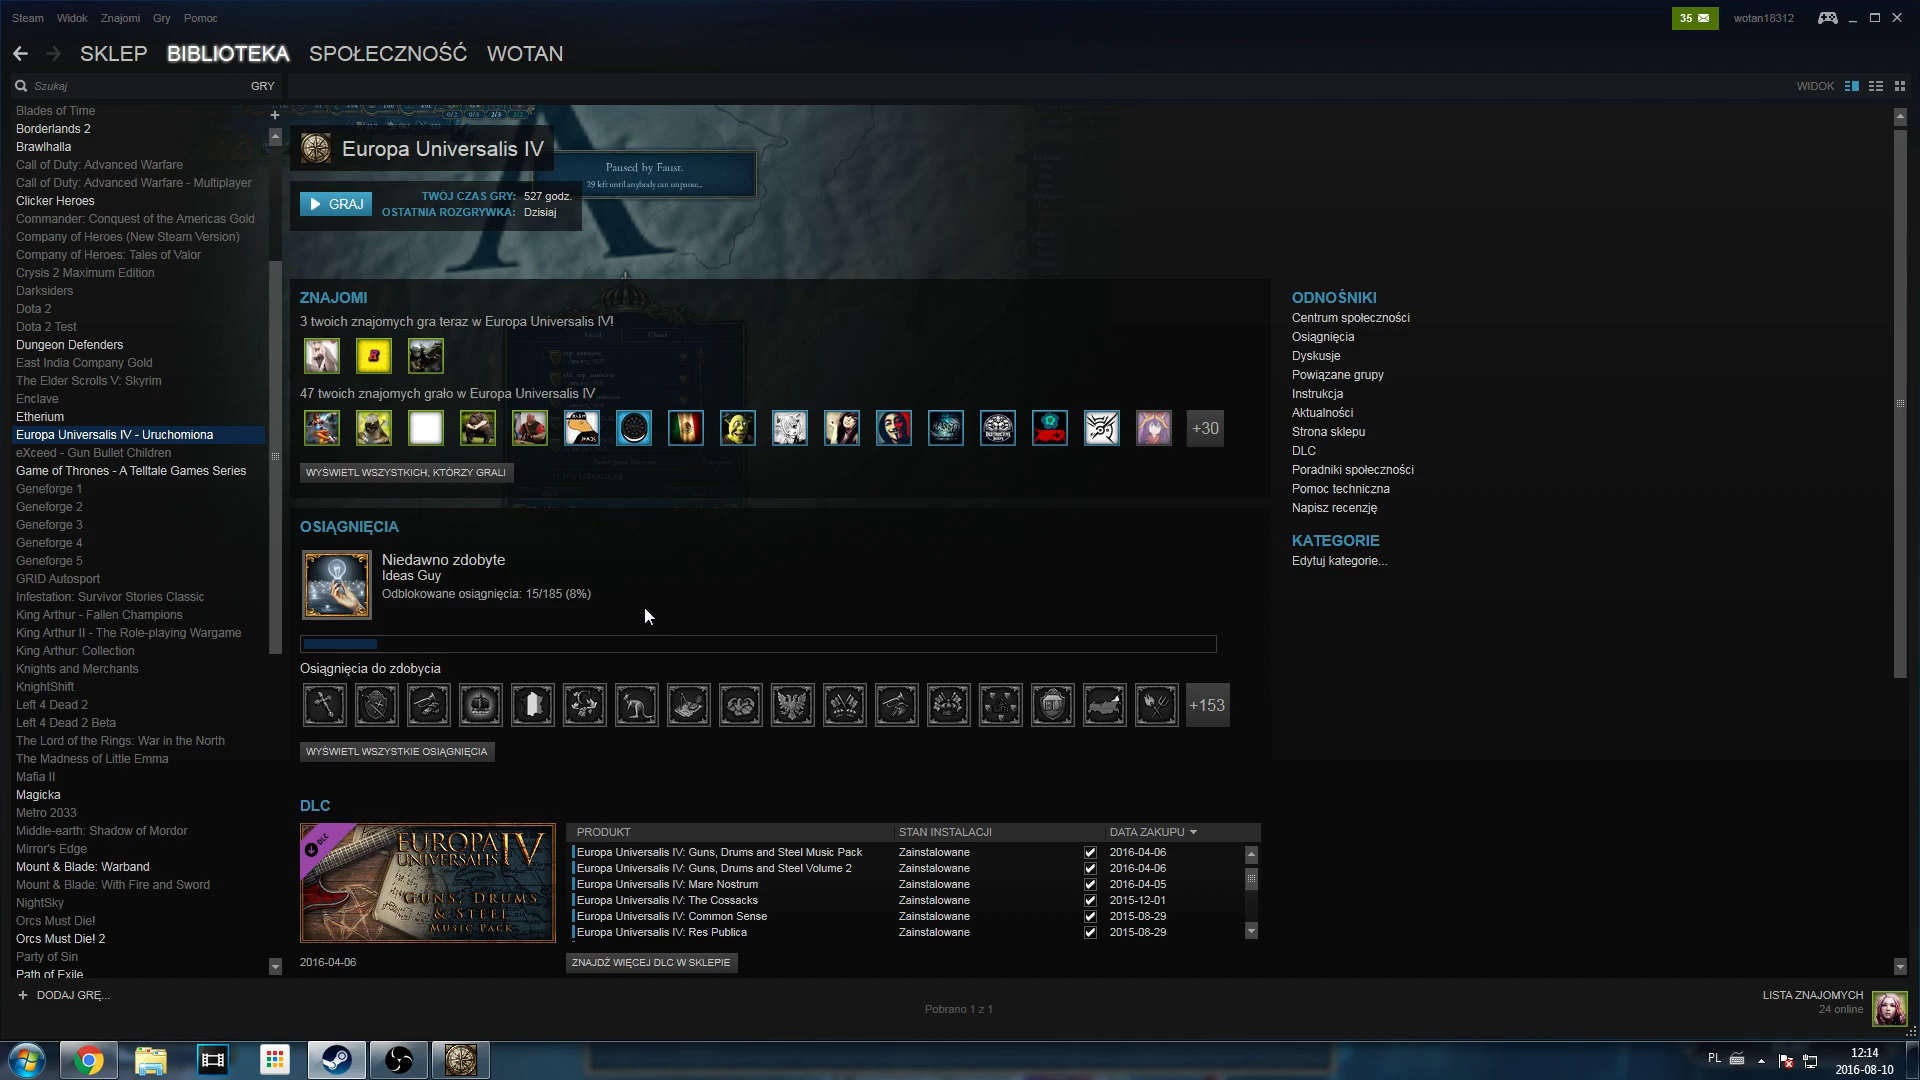 Steam Widok Znajomi Gry Pomoc
35
wotan18312
SKLEP BIBLIOTEKA SPOŁECZNOŚĆ WOTAN
Szukaj
GRY
WIDOK
Blades of Time
Borderlands 2
Brawlhalla
Call of Duty: Advanced Warfare
Call of Duty: Advanced Warfare - Multiplayer
Clicker Heroes
Commander: Conquest of the Americas Gold
Company of Heroes (New Steam Version)
Company of Heroes: Tales of Valor
Crysis 2 Maximum Edition
Darksiders
Dota 2
Dota 2 Test
Dungeon Defenders
East India Company Gold
The Elder Scrolls V: Skyrim
Enclave
Etherium
Europa Universalis IV - Uruchomiona
eXceed - Gun Bullet Children
Game of Thrones - A Telltale Games Series
Geneforge 1
Geneforge 2
Geneforge 3
Geneforge 4
Geneforge 5
GRID Autosport
Infestation: Survivor Stories Classic
King Arthur - Fallen Champions
King Arthur II - The Role-playing Wargame
King Arthur: Collection
Knights and Merchants
KnightShift
Left 4 Dead 2
Left 4 Dead 2 Beta
The Lord of the Rings: War in the North
The Madness of Little Emma
Mafia II
Magicka
Metro 2033
Middle-earth: Shadow of Mordor
Mirror's Edge
Mount & Blade: Warband
Mount & Blade: With Fire and Sword
NightSky
Orcs Must Die!
Orcs Must Die! 2
Party of Sin
Path of Exile
DODAJ GRĘ...
Europa Universalis IV
Paused by Faust.
29 left until anybody can unpause...
GRAJ
TWÓJ CZAS GRY: 527 godz.
OSTATNIA ROZGRYWKA: Dzisiaj
ZNAJOMI
3 twoich znajomych gra teraz w Europa Universalis IV!
47 twoich znajomych grało w Europa Universalis IV
+30
WYŚWIETL WSZYSTKICH, KTÓRZY GRALI
OSIĄGNIĘCIA
Niedawno zdobyte
Ideas Guy
Odblokowane osiągnięcia: 15/185 (8%)
Osiągnięcia do zdobycia
+153
WYŚWIETL WSZYSTKIE OSIĄGNIĘCIA
DLC
DLC
EUROPA UNIVERSALIS IV
GUNS, DRUMS & STEEL
MUSIC PACK
2016-04-06
PRODUKT STAN INSTALACJI DATA ZAKUPU
Europa Universalis IV: Guns, Drums and Steel Music Pack Zainstalowane 2016-04-06
Europa Universalis IV: Guns, Drums and Steel Volume 2 Zainstalowane 2016-04-06
Europa Universalis IV: Mare Nostrum Zainstalowane 2016-04-05
Europa Universalis IV: The Cossacks Zainstalowane 2015-12-01
Europa Universalis IV: Common Sense Zainstalowane 2015-08-29
Europa Universalis IV: Res Publica Zainstalowane 2015-08-29
ZNAJDŹ WIĘCEJ DLC W SKLEPIE
ODNOŚNIKI
Centrum społeczności
Osiągnięcia
Dyskusje
Powiązane grupy
Instrukcja
Aktualności
Strona sklepu
DLC
Poradniki społeczności
Pomoc techniczna
Napisz recenzję
KATEGORIE
Edytuj kategorie...
Pobrano 1 z 1
LISTA ZNAJOMYCH
24 online
PL
12:14
2016-08-10